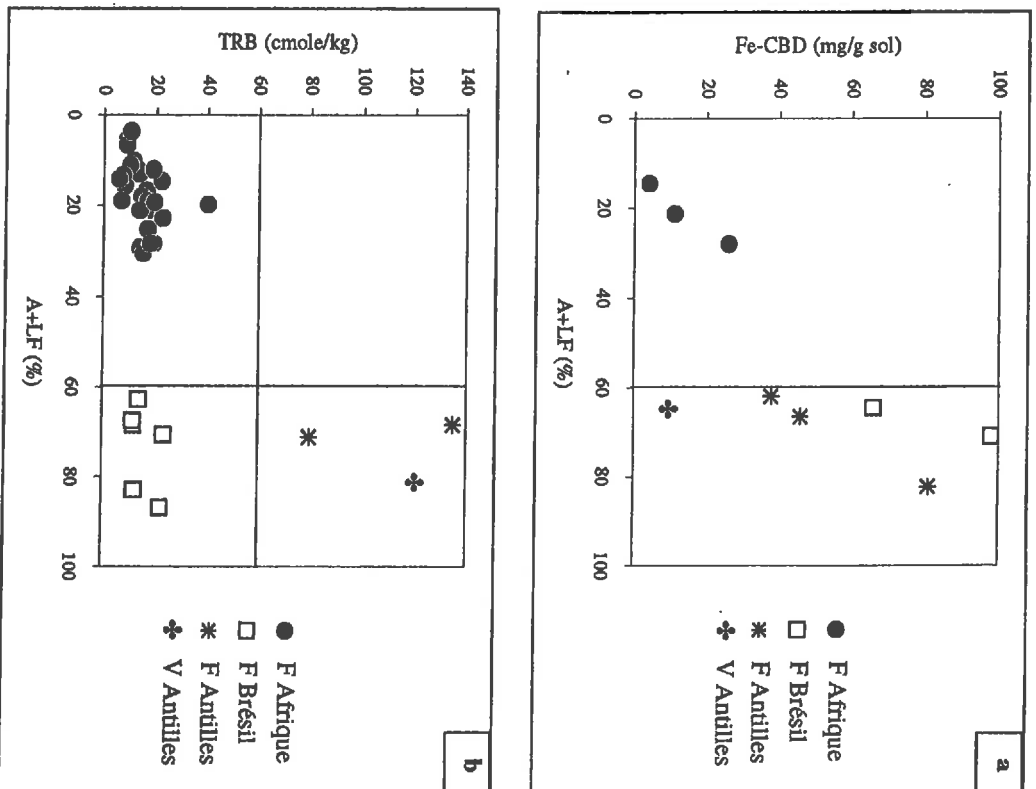 a
Fe-CBD (mg/g sol)
100
80
60
40
20
0
0 20 40 60 80 100
A+LF (%)
F Afrique
F Brésil
F Antilles
V Antilles
b
TRB (cmole/kg)
140
120
100
80
60
40
20
0
0 20 40 60 80 100
A+LF (%)
F Afrique
F Brésil
F Antilles
V Antilles